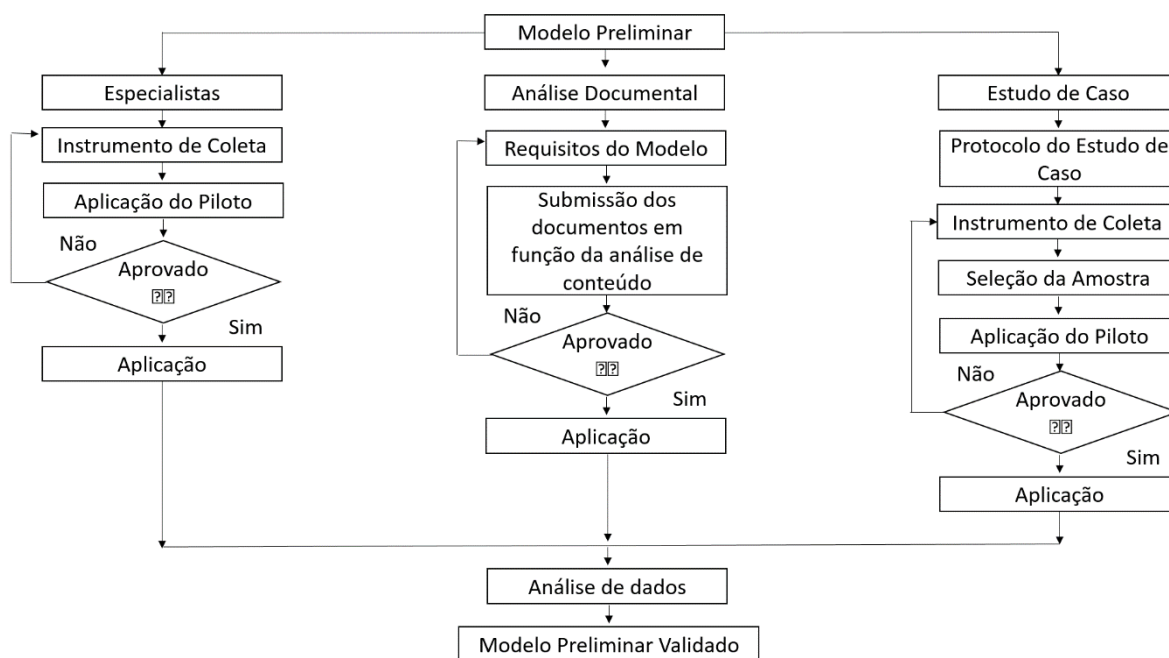 Modelo Preliminar
Especialistas
Instrumento de Coleta
Aplicação do Piloto
Não
Aprovado
Sim
Aplicação
Análise Documental
Requisitos do Modelo
Submissão dos
documentos em
função da análise de
conteúdo
Não
Aprovado
Sim
Aplicação
Estudo de Caso
Protocolo do Estudo de
Caso
Instrumento de Coleta
Seleção da Amostra
Aplicação do Piloto
Não
Aprovado
Sim
Aplicação
Análise de dados
Modelo Preliminar Validado